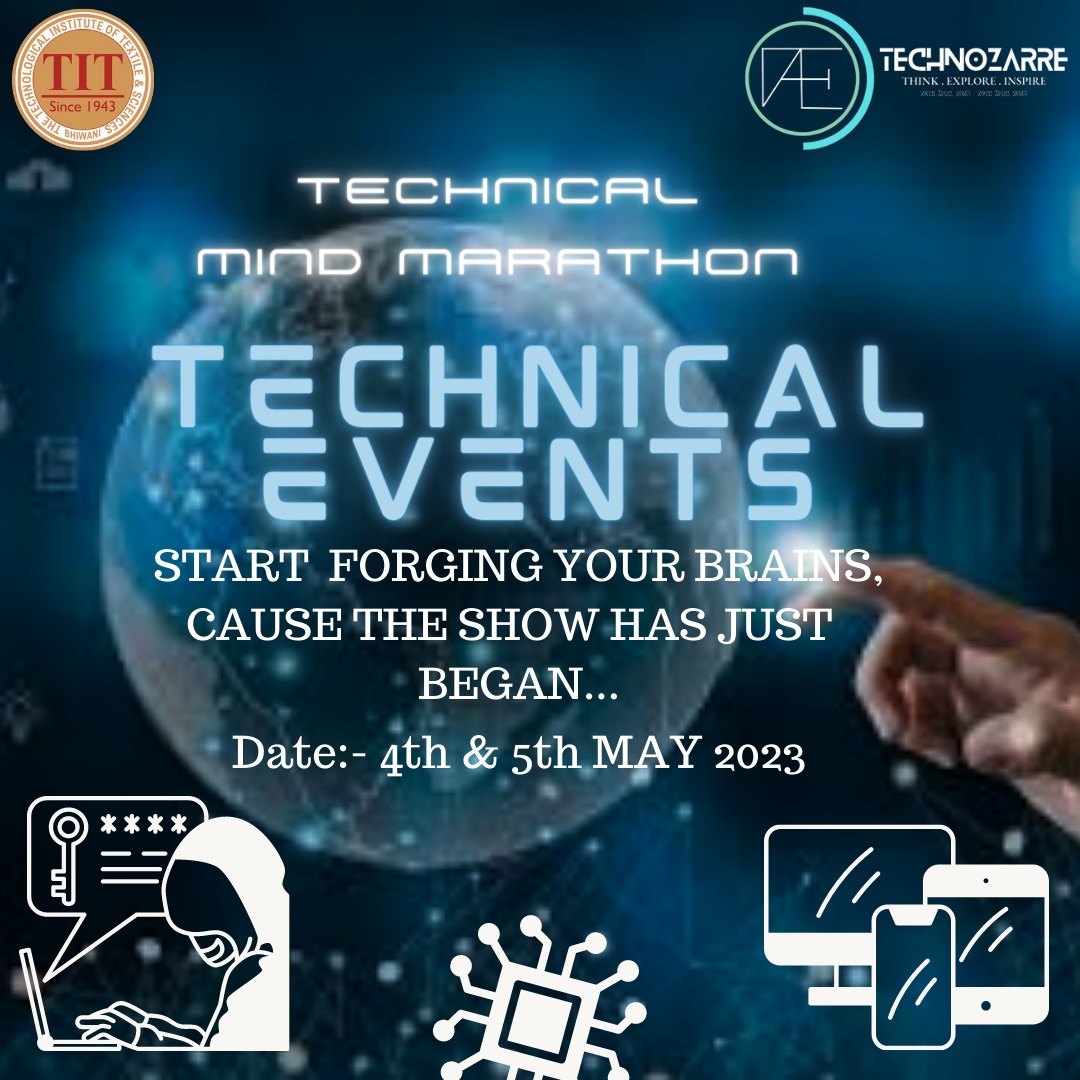 THE TECHNOLOGICAL INSTITUTE OF TEXTILE & SCIENCES
BHIWANI
TIT
Since 1943
TECHNOZARRE
THINK . EXPLORE . INSPIRE
TECHNICAL
MIND MARATHON
TECHNICAL
EVENTS
START FORGING YOUR BRAINS,
CAUSE THE SHOW HAS JUST
BEGAN...
Date:- 4th & 5th MAY 2023
****